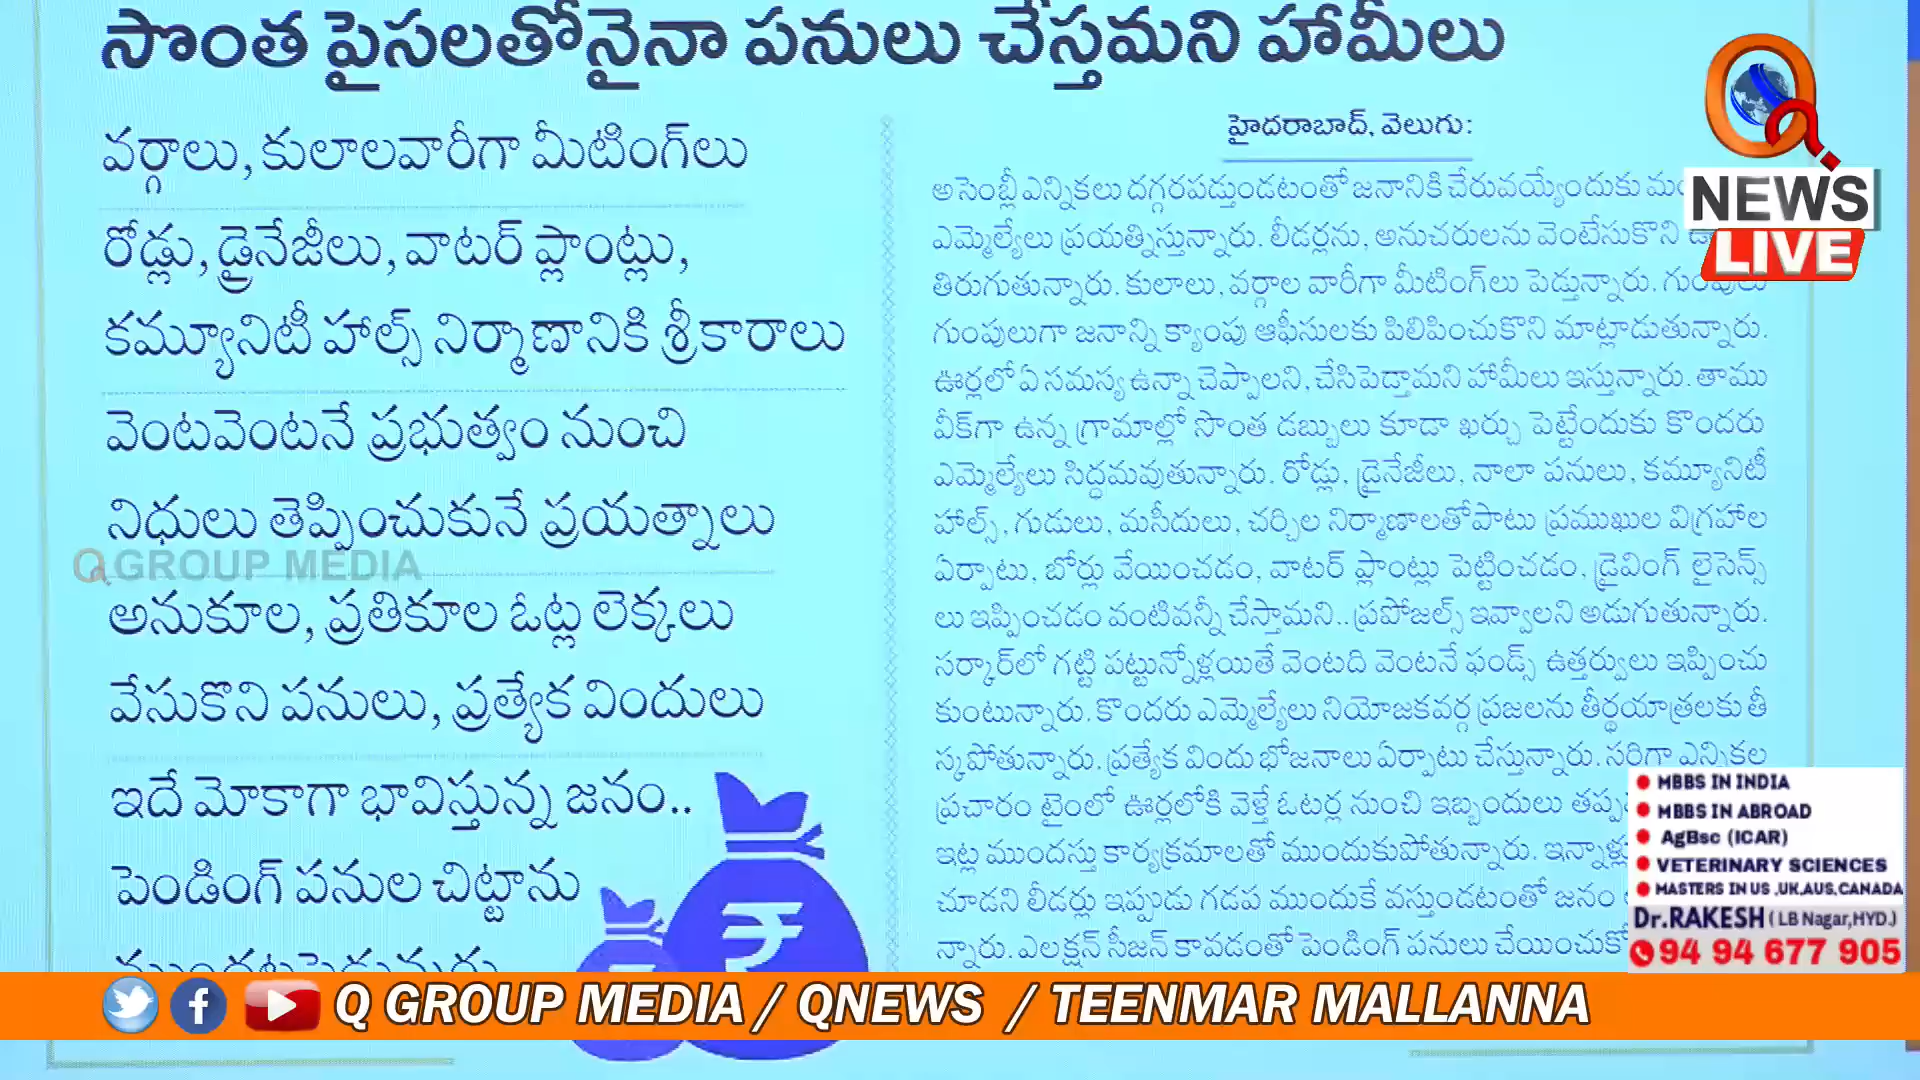 సొంత పైసలతోనైనా పనులు చేస్తమని హామీలు
వర్గాలు, కులాలవారీగా మీటింగ్‌లు
రోడ్లు, డ్రైనేజీలు, వాటర్ ప్లాంట్లు,
కమ్యూనిటీ హాల్స్ నిర్మాణానికి శ్రీకారాలు
వెంటవెంటనే ప్రభుత్వం నుంచి
నిధులు తెప్పించుకునే ప్రయత్నాలు
Q GROUP MEDIA
అనుకూల, ప్రతికూల ఓట్ల లెక్కలు
వేసుకొని పనులు, ప్రత్యేక విందులు
ఇదే మోకాగా భావిస్తున్న జనం..
పెండింగ్ పనుల చిట్టాను
హైదరాబాద్, వెలుగు:
అసెంబ్లీ ఎన్నికలు దగ్గరపడ్తుండటంతో జనానికి చేరువయ్యేందుకు
ఎమ్మెల్యేలు ప్రయత్నిస్తున్నారు. లీడర్లను, అనుచరులను వెంటేసుకొని
తిరుగుతున్నారు. కులాలు, వర్గాల వారీగా మీటింగ్‌లు పెడ్తున్నారు. గుంపులు
గుంపులుగా జనాన్ని క్యాంపు ఆఫీసులకు పిలిపించుకొని మాట్లాడుతున్నారు.
ఊర్లలో ఏ సమస్య ఉన్నా చెప్పాలని, చేసిపెడ్తామని హామీలు ఇస్తున్నారు. తాము
వీక్‌గా ఉన్న గ్రామాల్లో సొంత డబ్బులు కూడా ఖర్చు పెట్టేందుకు కొందరు
ఎమ్మెల్యేలు సిద్ధమవుతున్నారు. రోడ్లు, డ్రైనేజీలు, నాలా పనులు, కమ్యూనిటీ
హాల్స్, గుడులు, మసీదులు, చర్చిల నిర్మాణాలతోపాటు ప్రముఖుల విగ్రహాల
ఏర్పాటు, బోర్లు వేయించడం, వాటర్ ప్లాంట్లు పెట్టించడం, డ్రైవింగ్ లైసెన్స్
లు ఇప్పించడం వంటివన్నీ చేస్తామని.. ప్రపోజల్స్ ఇవ్వాలని అడుగుతున్నారు.
సర్కార్‌లో గట్టి పట్టున్నోళ్లయితే వెంటది వెంటనే ఫండ్స్ ఉత్తర్వులు ఇప్పించు
కుంటున్నారు. కొందరు ఎమ్మెల్యేలు నియోజకవర్గ ప్రజలను తీర్థయాత్రలకు తీ
స్కపోతున్నారు. ప్రత్యేక విందు భోజనాలు ఏర్పాటు చేస్తున్నారు. సరిగ్గా ఎన్నికల
ప్రచారం టైంలో ఊర్లలోకి వెళ్తే ఓటర్ల నుంచి ఇబ్బందులు
ఇట్ల ముందస్తు కార్యక్రమాలతో ముందుకుపోతున్నారు.
చూడని లీడర్లు ఇప్పుడు గడప ముందుకే వస్తుండటంతో జనం
న్నారు. ఎలక్షన్ సీజన్ కావడంతో పెండింగ్ పనులు
Q
NEWS
LIVE
MBBS IN INDIA
MBBS IN ABROAD
AgBsc (ICAR)
VETERINARY SCIENCES
MASTERS IN US ,UK,AUS,CANADA
Dr.RAKESH ( LB Nagar,HYD.)
94 94 677 905
Q GROUP MEDIA / QNEWS / TEENMAR MALLANNA